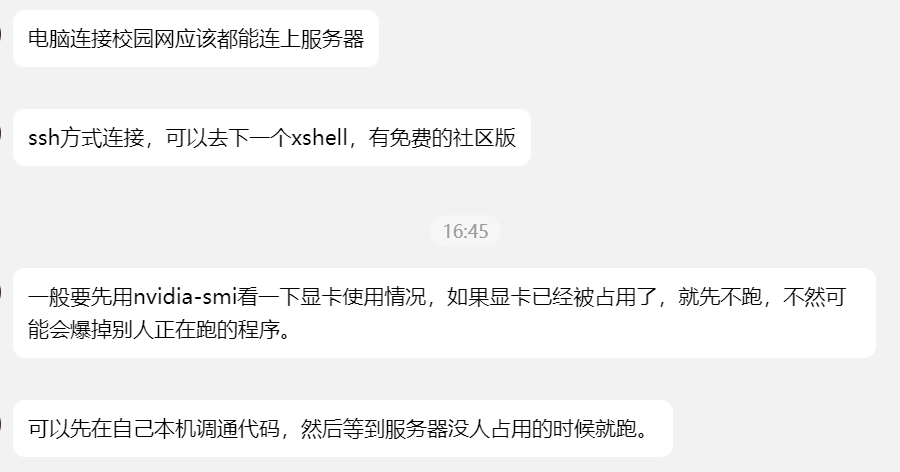 电脑连接校园网应该都能连上服务器
ssh方式连接，可以去下一个xshell，有免费的社区版
16:45
一般要先用nvidia-smi看一下显卡使用情况，如果显卡已经被占用了，就先不跑，不然可
能会爆掉别人正在跑的程序。
可以先在自己本机调通代码，然后等到服务器没人占用的时候就跑。